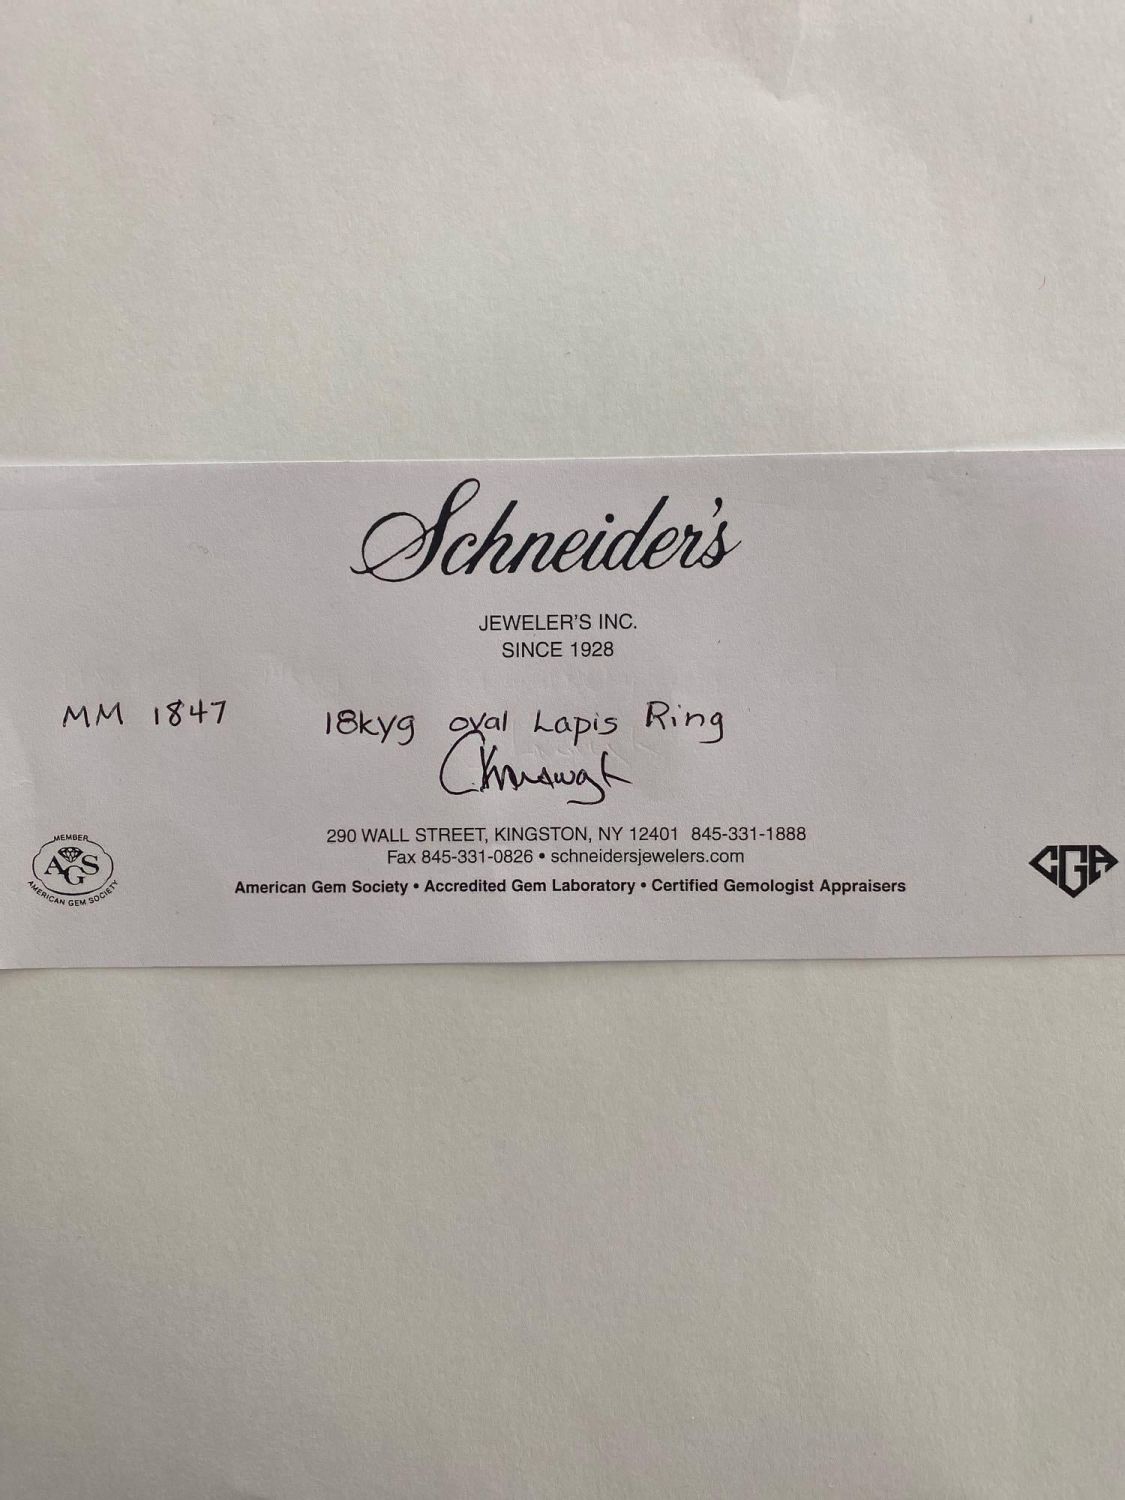 Schneider's
JEWELER'S INC.
SINCE 1928
MM 1847 18kyg oval Lapis Ring
290 WALL STREET, KINGSTON, NY 12401 845-331-1888
Fax 845-331-0826 • schneidersjewelers.com
American Gem Society • Accredited Gem Laboratory • Certified Gemologist Appraisers
MEMBER
AGS
AMERICAN GEM SOCIETY
CGA